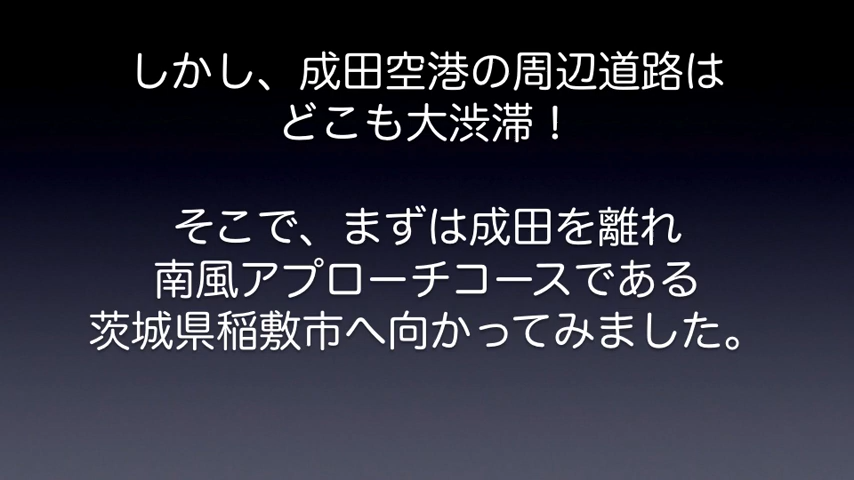 しかし、成田空港の周辺道路は
どこも大渋滞！
そこで、まずは成田を離れ
南風アプローチコースである
茨城県稲敷市へ向かってみました。